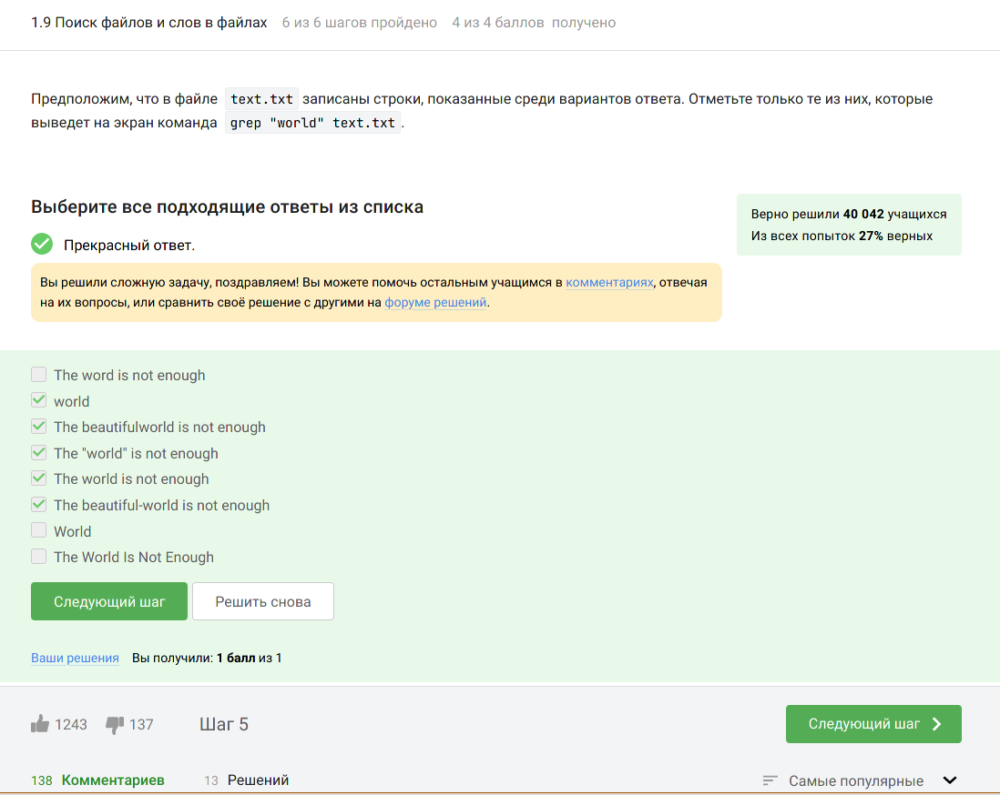 1.9 Поиск файлов и слов в файлах 6 из 6 шагов пройдено 4 из 4 баллов получено
Предположим, что в файле text.txt записаны строки, показанные среди вариантов ответа. Отметьте только те из них, которые
выведет на экран команда grep "world" text.txt.
Выберите все подходящие ответы из списка
Верно решили 40 042 учащихся
Из всех попыток 27% верных
Прекрасный ответ.
Вы решили сложную задачу, поздравляем! Вы можете помочь остальным учащимся в комментариях, отвечая
на их вопросы, или сравнить своё решение с другими на форуме решений.
The word is not enough
world
The beautifulworld is not enough
The "world" is not enough
The world is not enough
The beautiful-world is not enough
World
The World Is Not Enough
Следующий шаг Решить снова
Ваши решения Вы получили: 1 балл из 1
1243 137 Шаг 5 Следующий шаг
138 Комментариев 13 Решений Самые популярные